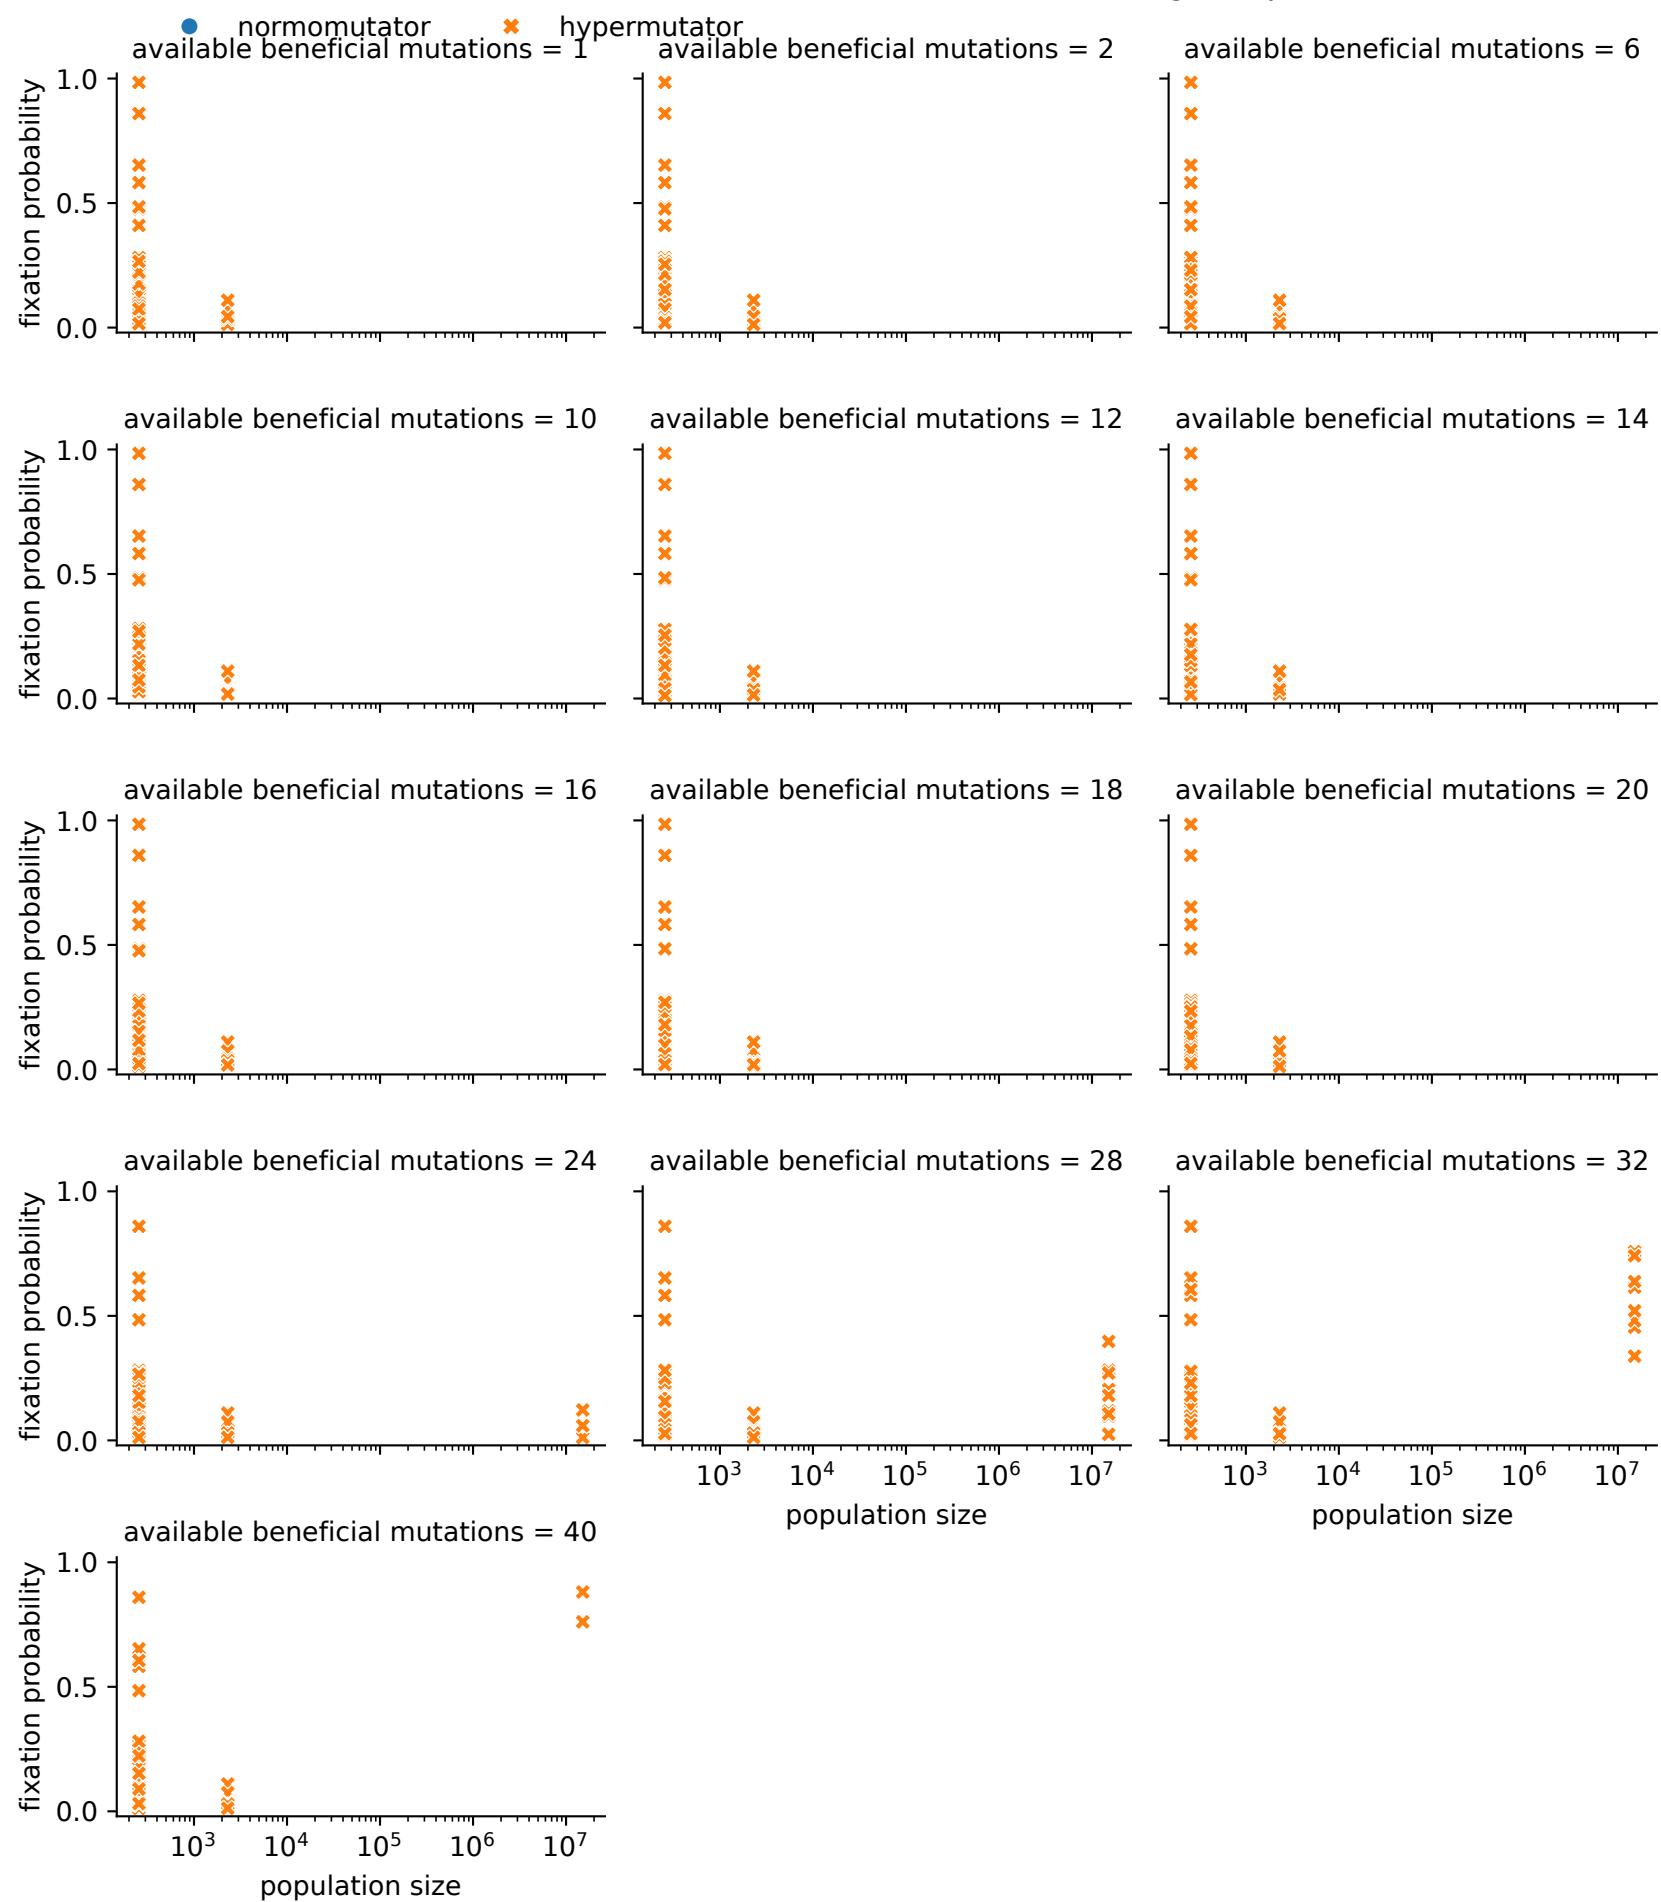 normomutator hypermutator
available beneficial mutations = 1 available beneficial mutations = 2 available beneficial mutations = 6
fixation probability
1.0
0.5
0.0
available beneficial mutations = 10 available beneficial mutations = 12 available beneficial mutations = 14
fixation probability
1.0
0.5
0.0
available beneficial mutations = 16 available beneficial mutations = 18 available beneficial mutations = 20
fixation probability
1.0
0.5
0.0
available beneficial mutations = 24 available beneficial mutations = 28 available beneficial mutations = 32
fixation probability
1.0
0.5
0.0
10³ 10⁴ 10⁵ 10⁶ 10⁷ 10³ 10⁴ 10⁵ 10⁶ 10⁷
population size population size
available beneficial mutations = 40
fixation probability
1.0
0.5
0.0
10³ 10⁴ 10⁵ 10⁶ 10⁷
population size